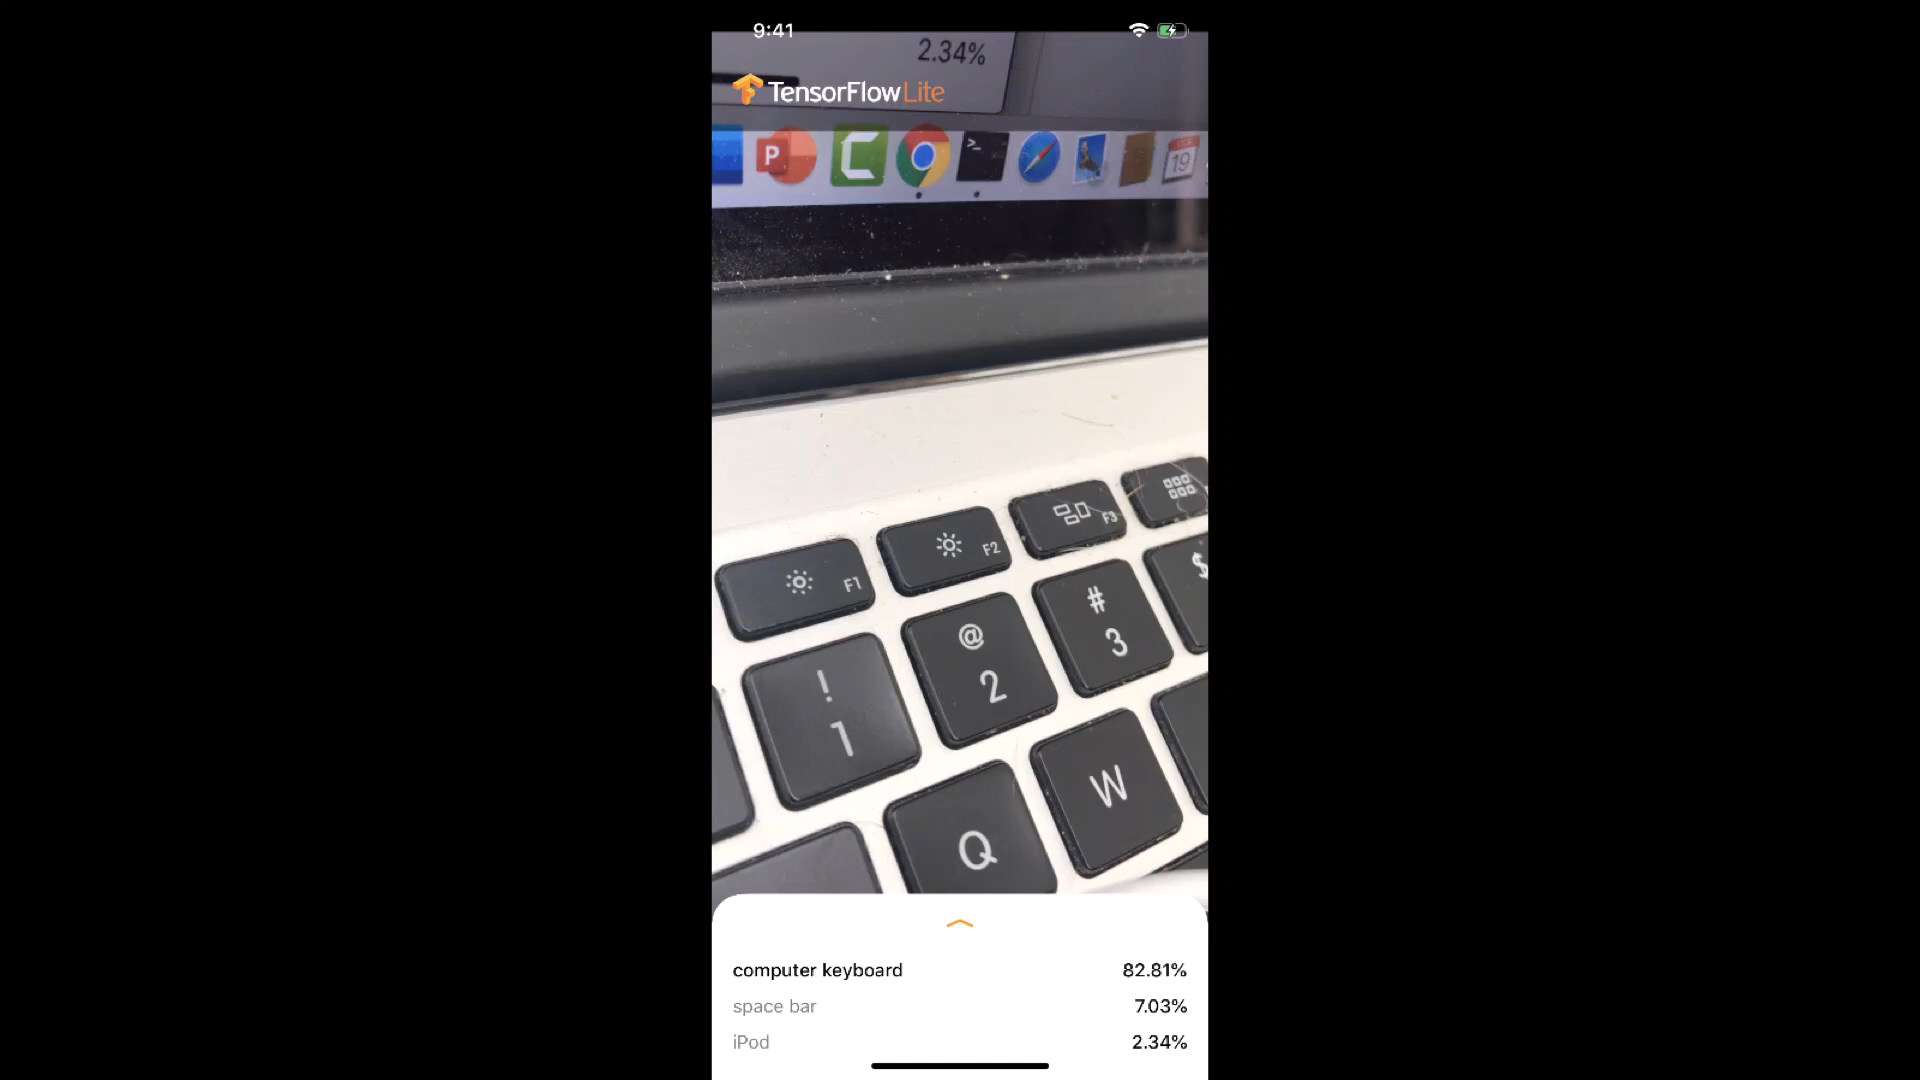 9:41
2.34%
TensorFlow Lite
P
C
>_
19
F1
F2
F3
!
1
@
2
#
3
$
Q
W
computer keyboard 82.81%
space bar 7.03%
iPod 2.34%